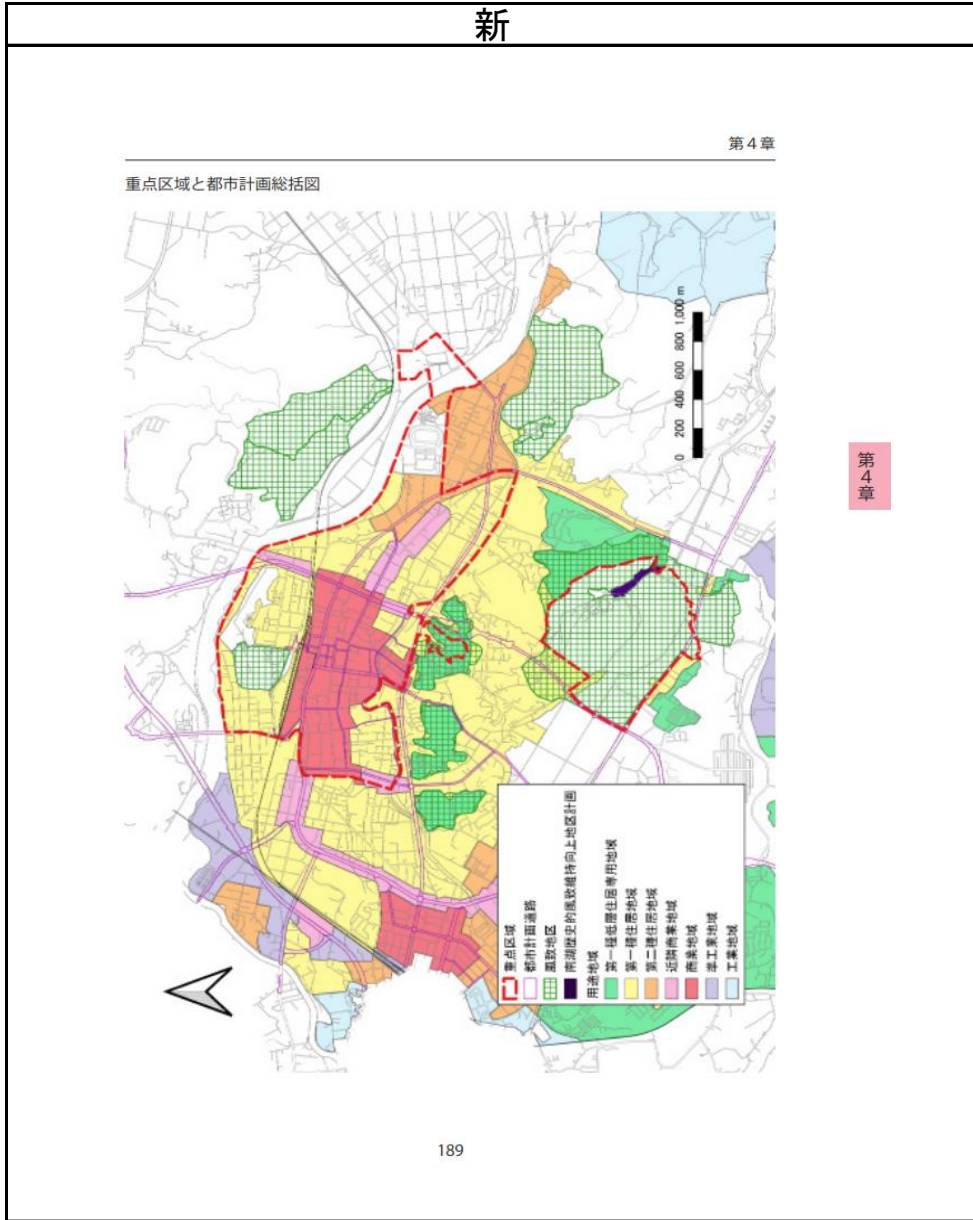 新
第４章
重点区域と都市計画総括図
0 200 400 600 800 1,000 m
第４章
重点区域
都市計画道路
風致地区
南湖歴史的風致維持向上地区計画
用途地域
第一種低層住居専用地域
第一種住居地域
第二種住居地域
近隣商業地域
商業地域
準工業地域
工業地域
189